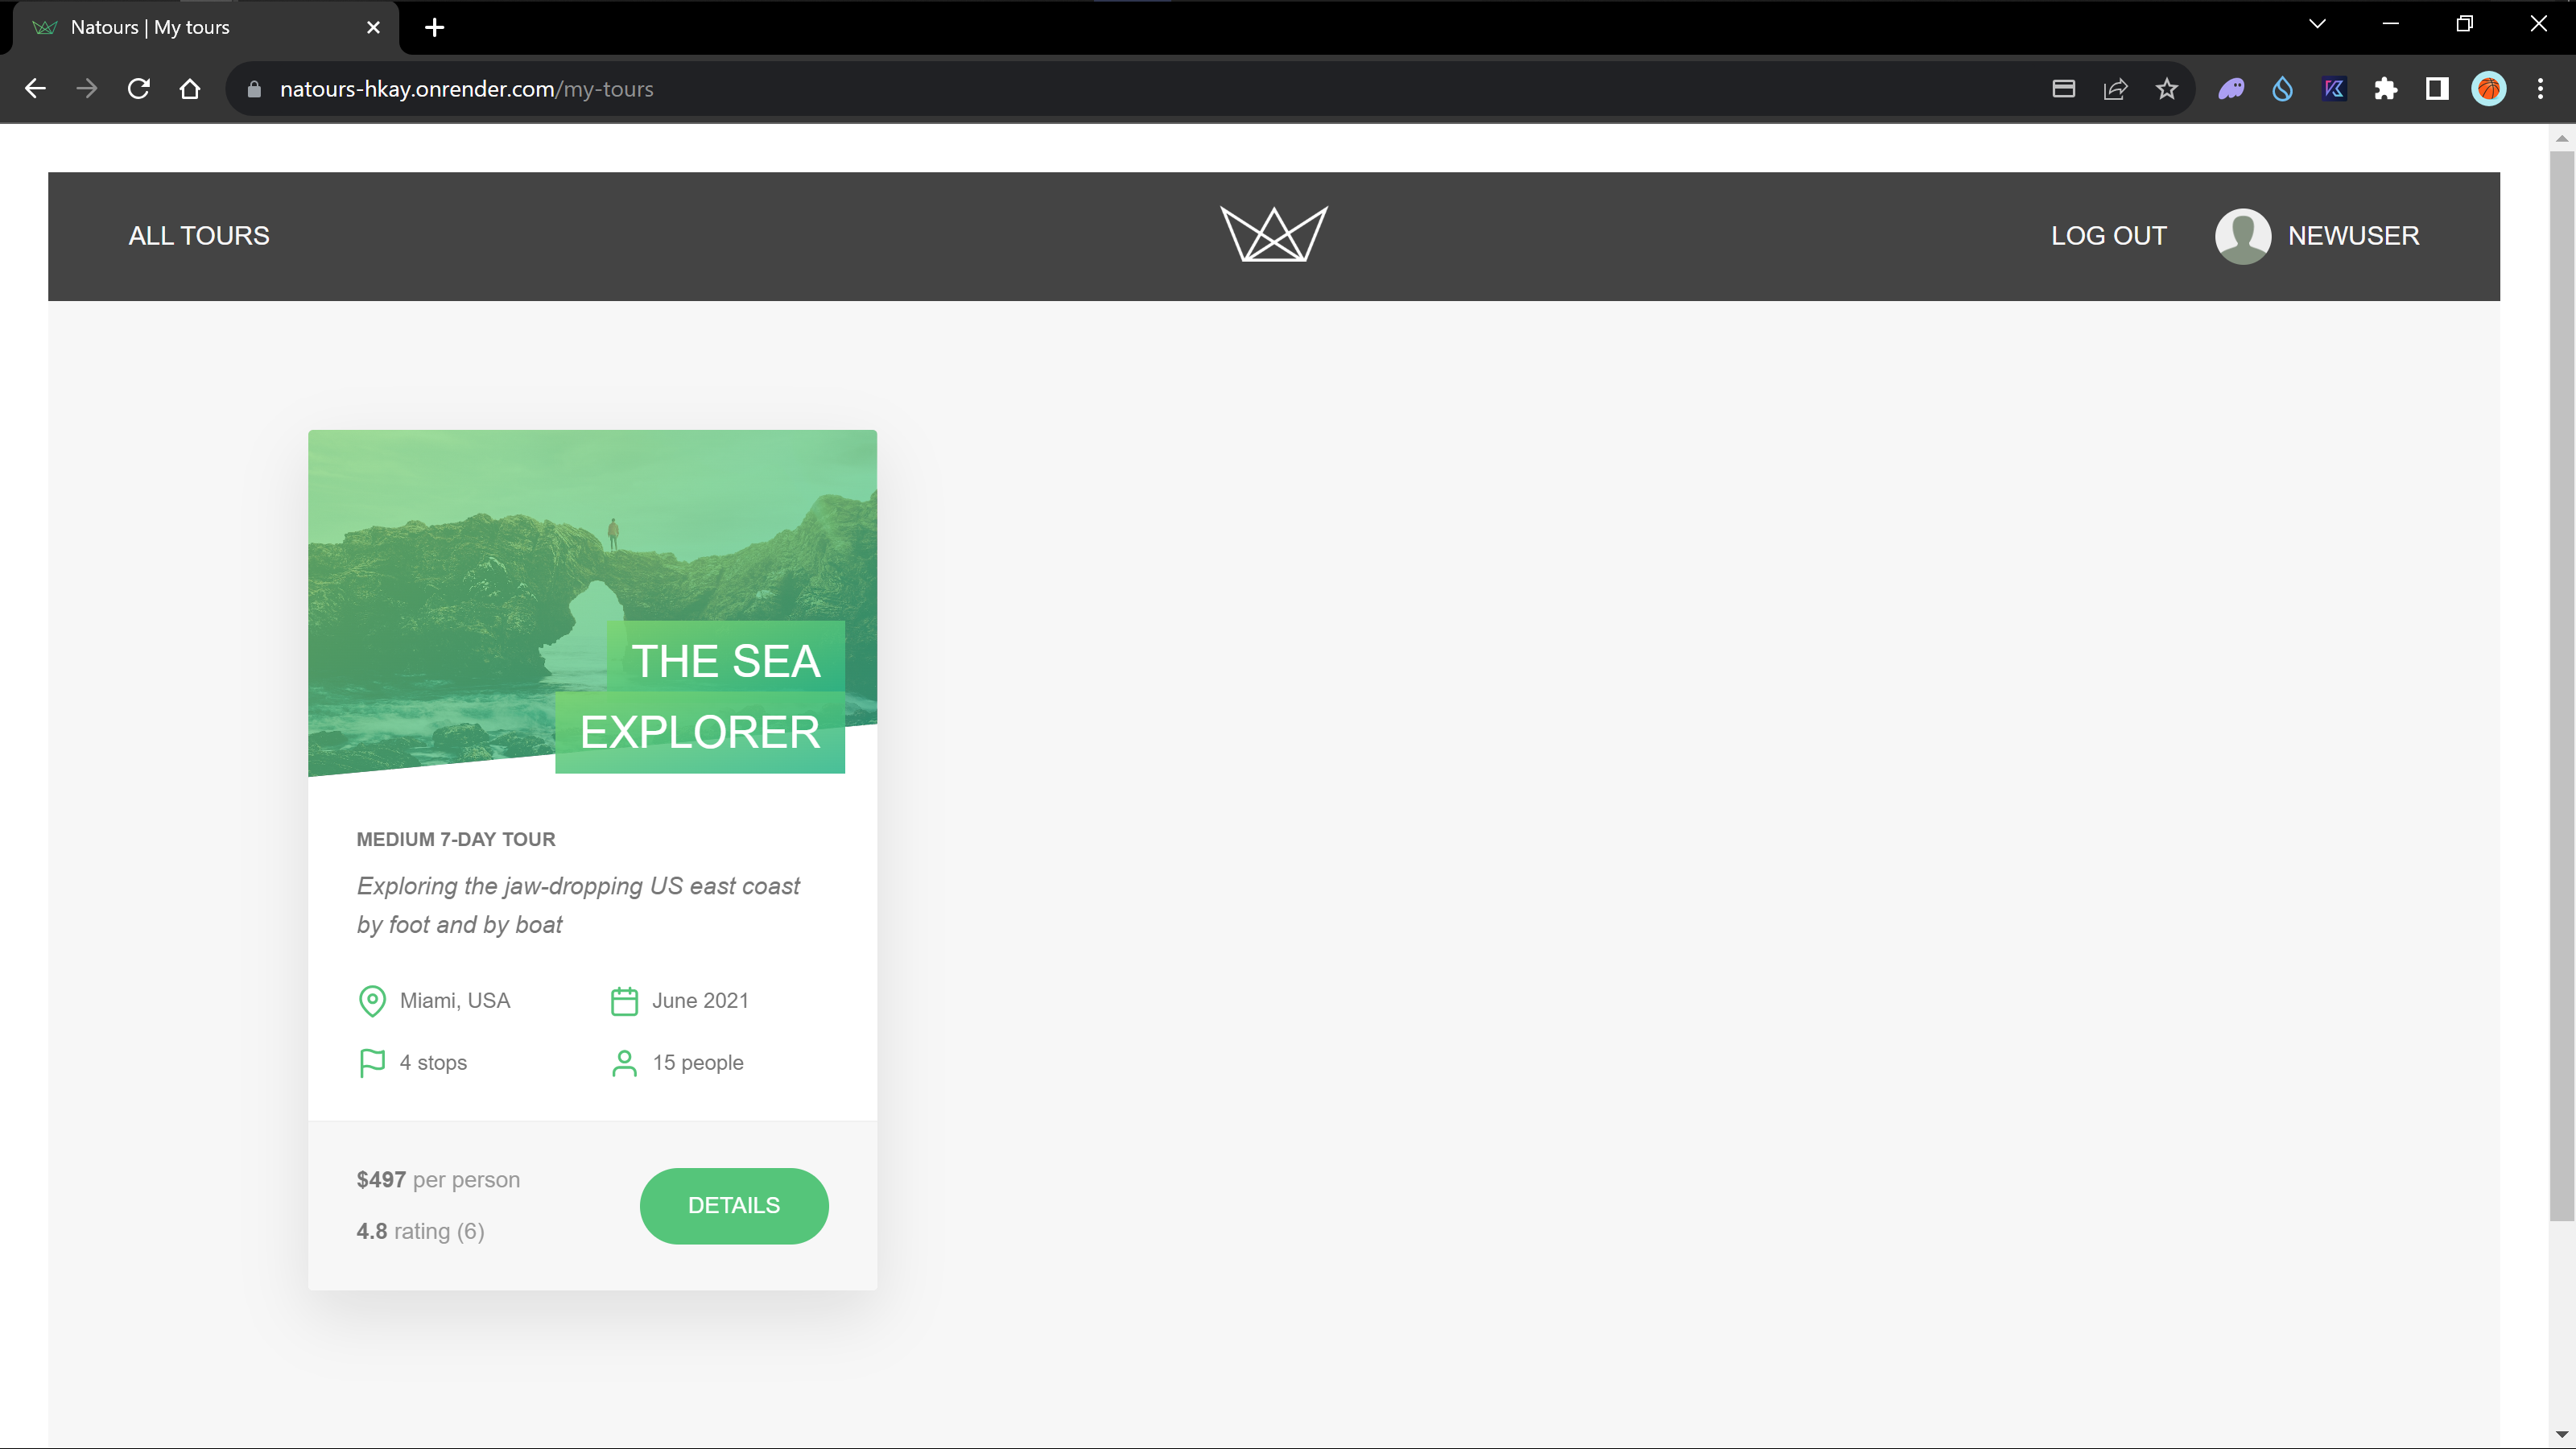 Natours | My tours
natours-hkay.onrender.com/my-tours
ALL TOURS
LOG OUT
NEWUSER
THE SEA
EXPLORER
MEDIUM 7-DAY TOUR
Exploring the jaw-dropping US east coast
by foot and by boat
Miami, USA
June 2021
4 stops
15 people
$497 per person
4.8 rating (6)
DETAILS